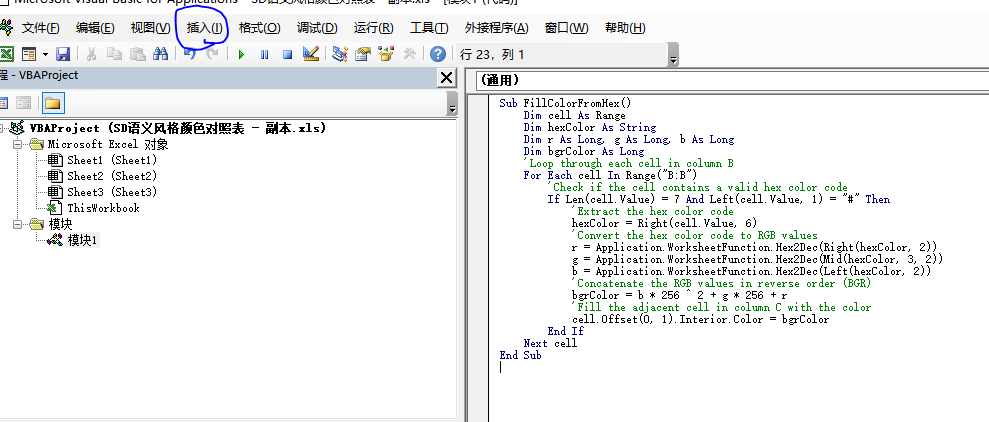 Microsoft Visual Basic for Applications - SD语义风格颜色对照表 - 副本.xls - [模块1 (代码)]
文件(F) 编辑(E) 视图(V) 插入(I) 格式(O) 调试(D) 运行(R) 工具(T) 外接程序(A) 窗口(W) 帮助(H)
行 23, 列 1
程 - VBAProject
(通用)
VBAProject (SD语义风格颜色对照表 - 副本.xls)
Microsoft Excel 对象
Sheet1 (Sheet1)
Sheet2 (Sheet2)
Sheet3 (Sheet3)
ThisWorkbook
模块
模块1
Sub FillColorFromHex()
Dim cell As Range
Dim hexColor As String
Dim r As Long, g As Long, b As Long
Dim bgrColor As Long
'Loop through each cell in column B
For Each cell In Range("B:B")
'Check if the cell contains a valid hex color code
If Len(cell.Value) = 7 And Left(cell.Value, 1) = "#" Then
'Extract the hex color code
hexColor = Right(cell.Value, 6)
'Convert the hex color code to RGB values
r = Application.WorksheetFunction.Hex2Dec(Right(hexColor, 2))
g = Application.WorksheetFunction.Hex2Dec(Mid(hexColor, 3, 2))
b = Application.WorksheetFunction.Hex2Dec(Left(hexColor, 2))
'Concatenate the RGB values in reverse order (BGR)
bgrColor = b * 256 ^ 2 + g * 256 + r
'Fill the adjacent cell in column C with the color
cell.Offset(0, 1).Interior.Color = bgrColor
End If
Next cell
End Sub